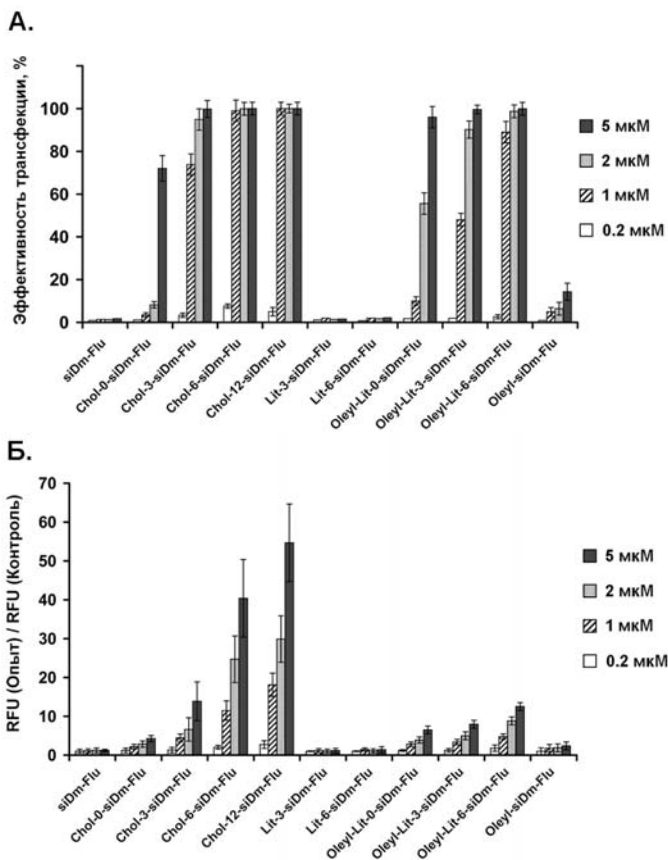 А.
Эффективность трансфекции, %
100
80
60
40
20
0
5 мкМ
2 мкМ
1 мкМ
0.2 мкМ
siDm-Flu
Chol-0-siDm-Flu
Chol-3-siDm-Flu
Chol-6-siDm-Flu
Chol-12-siDm-Flu
Lit-3-siDm-Flu
Lit-6-siDm-Flu
Oleyl-Lit-0-siDm-Flu
Oleyl-Lit-3-siDm-Flu
Oleyl-Lit-6-siDm-Flu
Oleyl-siDm-Flu
Б.
RFU (Опыт) / RFU (Контроль)
70
60
50
40
30
20
10
0
5 мкМ
2 мкМ
1 мкМ
0.2 мкМ
siDm-Flu
Chol-0-siDm-Flu
Chol-3-siDm-Flu
Chol-6-siDm-Flu
Chol-12-siDm-Flu
Lit-3-siDm-Flu
Lit-6-siDm-Flu
Oleyl-Lit-0-siDm-Flu
Oleyl-Lit-3-siDm-Flu
Oleyl-Lit-6-siDm-Flu
Oleyl-siDm-Flu